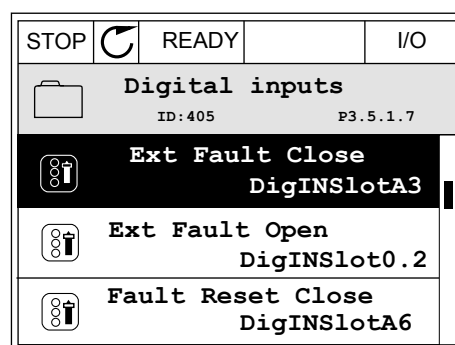 STOP READY I/O
Digital inputs
ID:405 P3.5.1.7
Ext Fault Close
DigINSlotA3
Ext Fault Open
DigINSlot0.2
Fault Reset Close
DigINSlotA6